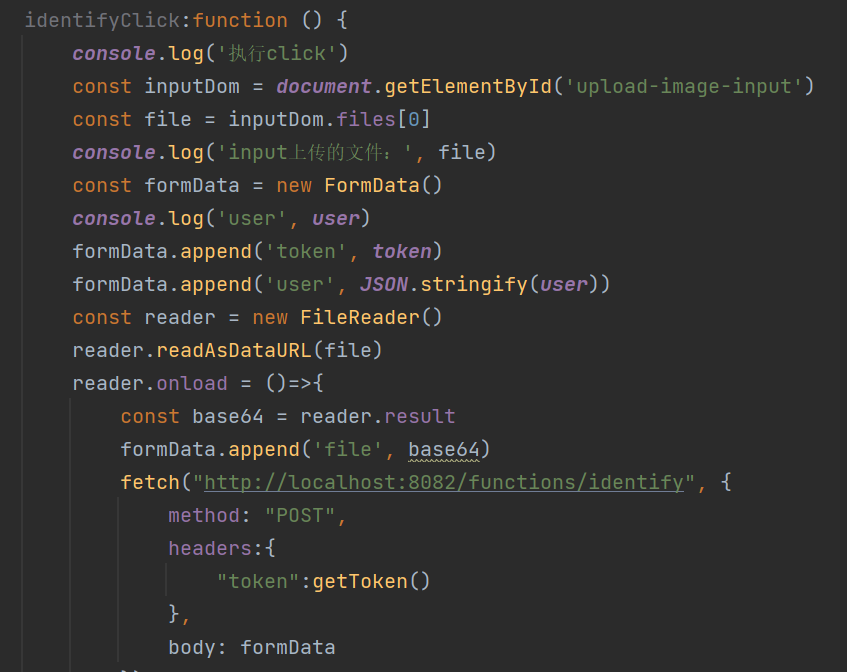 identifyClick:function () {
console.log('执行click')
const inputDom = document.getElementById('upload-image-input')
const file = inputDom.files[0]
console.log('input上传的文件：', file)
const formData = new FormData()
console.log('user', user)
formData.append('token', token)
formData.append('user', JSON.stringify(user))
const reader = new FileReader()
reader.readAsDataURL(file)
reader.onload = ()=>{
const base64 = reader.result
formData.append('file', base64)
fetch("http://localhost:8082/functions/identify", {
method: "POST",
headers:{
"token":getToken()
},
body: formData